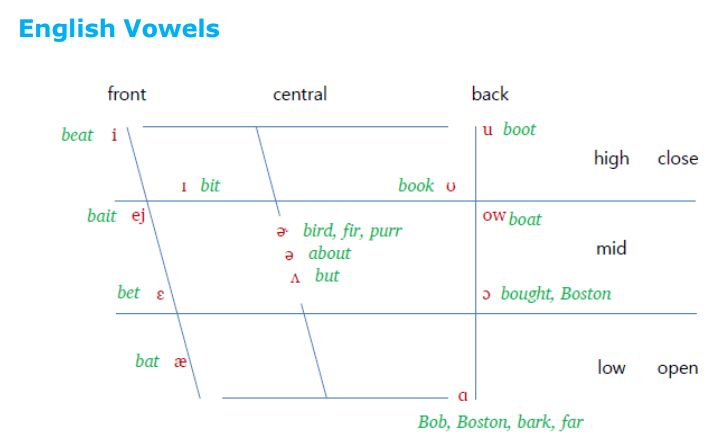 English Vowels
front central back
beat i u boot
high close
ɪ bit book ʊ
bait ej ow boat
ɚ bird, fir, purr
mid
ə about
ʌ but
bet ɛ ɔ bought, Boston
bat æ low open
ɑ
Bob, Boston, bark, far